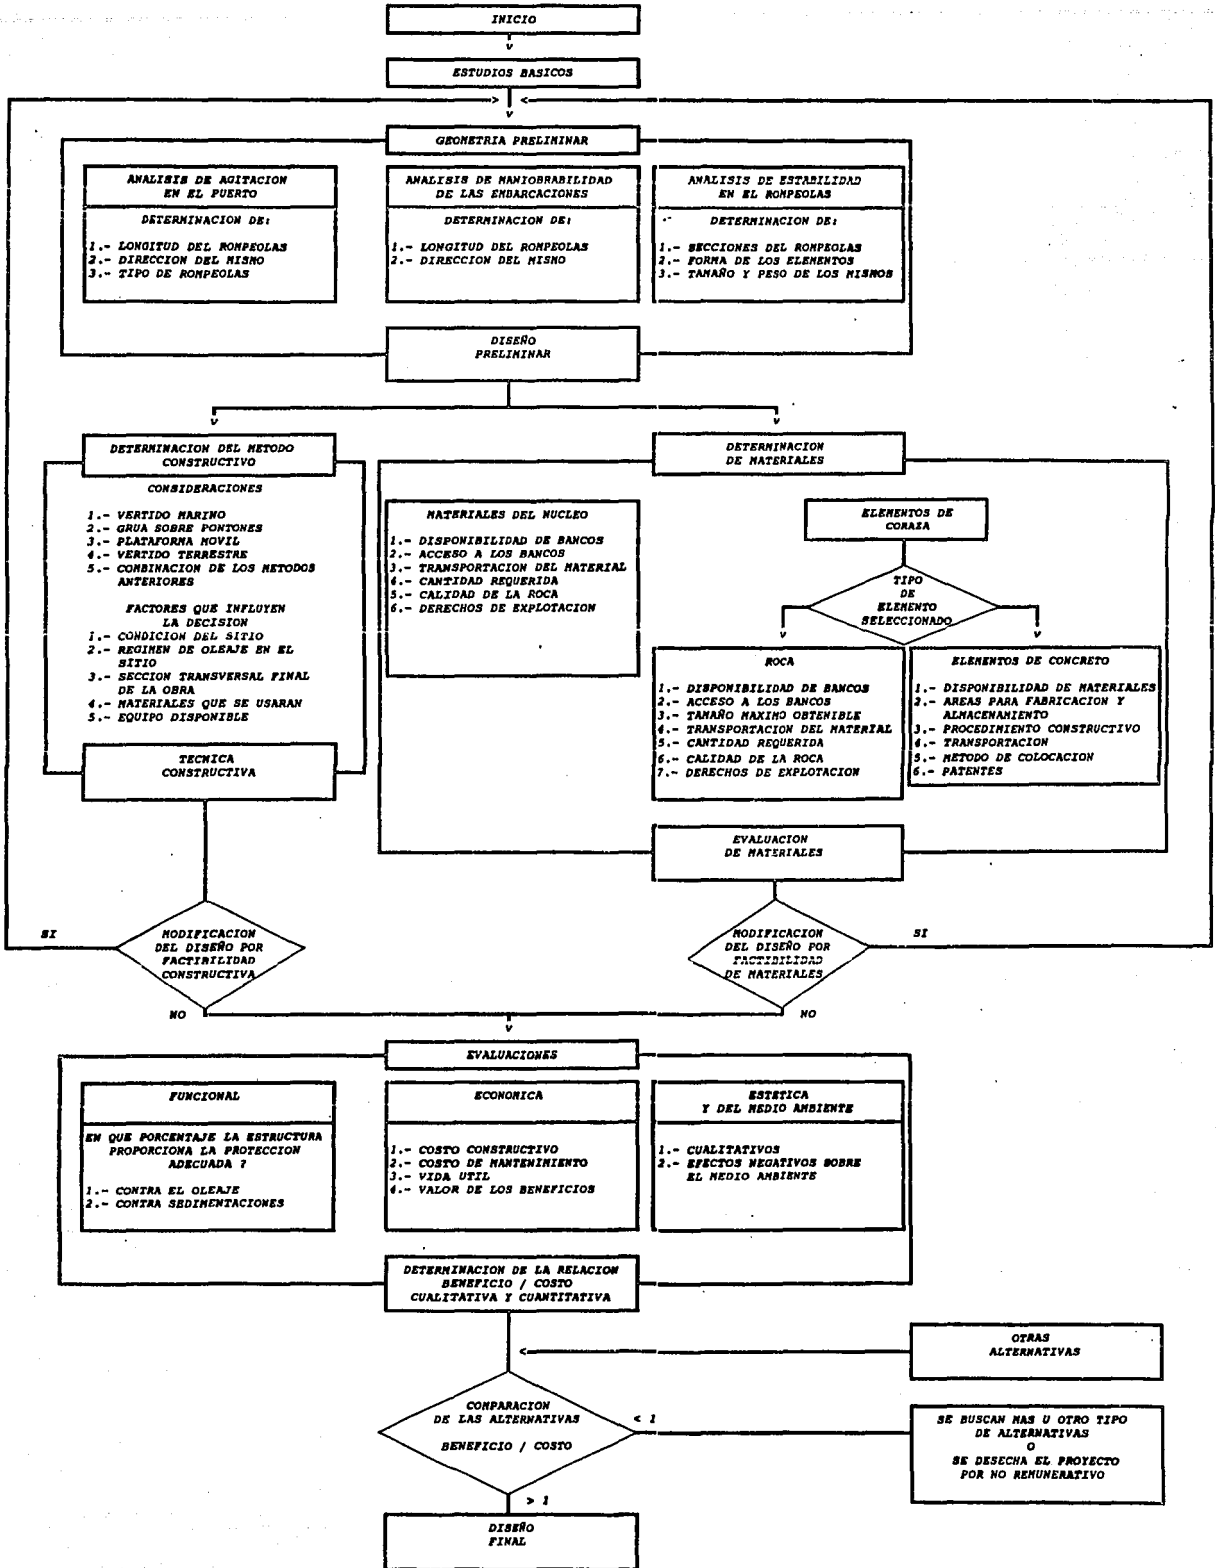 INICIO
v
ESTUDIOS BASICOS
> <
v
GEOMETRIA PRELIMINAR
ANALISIS DE AGITACION
EN EL PUERTO
DETERMINACION DE:
1.- LONGITUD DEL ROMPEOLAS
2.- DIRECCION DEL MISMO
3.- TIPO DE ROMPEOLAS
ANALISIS DE MANIOBRABILIDAD
DE LAS EMBARCACIONES
DETERMINACION DE:
1.- LONGITUD DEL ROMPEOLAS
2.- DIRECCION DEL MISMO
ANALISIS DE ESTABILIDAD
EN EL ROMPEOLAS
DETERMINACION DE:
1.- SECCIONES DEL ROMPEOLAS
2.- FORMA DE LOS ELEMENTOS
3.- TAMAÑO Y PESO DE LOS MISMOS
DISEÑO
PRELIMINAR
v
v
DETERMINACION DEL METODO
CONSTRUCTIVO
CONSIDERACIONES
1.- VERTIDO MARINO
2.- GRUA SOBRE PONTONES
3.- PLATAFORMA MOVIL
4.- VERTIDO TERRESTRE
5.- COMBINACION DE LOS METODOS
ANTERIORES
FACTORES QUE INFLUYEN
LA DECISION
1.- CONDICION DEL SITIO
2.- REGIMEN DE OLEAJE EN EL
SITIO
3.- SECCION TRANSVERSAL FINAL
DE LA OBRA
4.- MATERIALES QUE SE USARAN
5.- EQUIPO DISPONIBLE
TECNICA
CONSTRUCTIVA
DETERMINACION
DE MATERIALES
MATERIALES DEL NUCLEO
1.- DISPONIBILIDAD DE BANCOS
2.- ACCESO A LOS BANCOS
3.- TRANSPORTACION DEL MATERIAL
4.- CANTIDAD REQUERIDA
5.- CALIDAD DE LA ROCA
6.- DERECHOS DE EXPLOTACION
ELEMENTOS DE
CORAZA
TIPO
DE
ELEMENTO
SELECCIONADO
v
v
ROCA
1.- DISPONIBILIDAD DE BANCOS
2.- ACCESO A LOS BANCOS
3.- TAMAÑO MAXIMO OBTENIBLE
4.- TRANSPORTACION DEL MATERIAL
5.- CANTIDAD REQUERIDA
6.- CALIDAD DE LA ROCA
7.- DERECHOS DE EXPLOTACION
ELEMENTOS DE CONCRETO
1.- DISPONIBILIDAD DE MATERIALES
2.- AREAS PARA FABRICACION Y
ALMACENAMIENTO
3.- PROCEDIMIENTO CONSTRUCTIVO
4.- TRANSPORTACION
5.- METODO DE COLOCACION
6.- PATENTES
EVALUACION
DE MATERIALES
SI
MODIFICACION
DEL DISEÑO POR
FACTIBILIDAD
CONSTRUCTIVA
NO
MODIFICACION
DEL DISEÑO POR
FACTIBILIDAD
DE MATERIALES
SI
NO
v
EVALUACIONES
FUNCIONAL
EN QUE PORCENTAJE LA ESTRUCTURA
PROPORCIONA LA PROTECCION
ADECUADA ?
1.- CONTRA EL OLEAJE
2.- CONTRA SEDIMENTACIONES
ECONOMICA
1.- COSTO CONSTRUCTIVO
2.- COSTO DE MANTENIMIENTO
3.- VIDA UTIL
4.- VALOR DE LOS BENEFICIOS
ESTETICA
Y DEL MEDIO AMBIENTE
1.- CUALITATIVOS
2.- EFECTOS NEGATIVOS SOBRE
EL MEDIO AMBIENTE
DETERMINACION DE LA RELACION
BENEFICIO / COSTO
CUALITATIVA Y CUANTITATIVA
<
OTRAS
ALTERNATIVAS
COMPARACION
DE LAS ALTERNATIVAS
BENEFICIO / COSTO
< 1
SE BUSCAN MAS U OTRO TIPO
DE ALTERNATIVAS
O
SE DESECHA EL PROYECTO
POR NO REMUNERATIVO
> 1
DISEÑO
FINAL